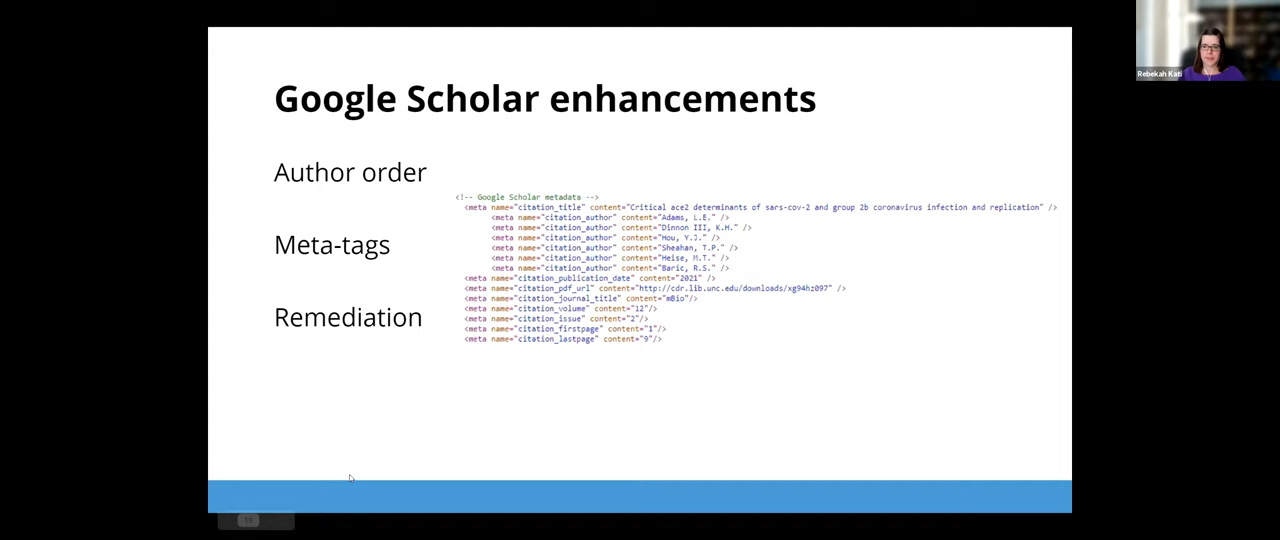 Google Scholar enhancements
Author order
Meta-tags
Remediation
<!-- Google Scholar metadata -->
<meta name="citation_title" content="Critical ace2 determinants of sars-cov-2 and group 2b coronavirus infection and replication" />
<meta name="citation_author" content="Adams, L.E." />
<meta name="citation_author" content="Dinnon III, K.H." />
<meta name="citation_author" content="Hou, Y.J." />
<meta name="citation_author" content="Sheahan, T.P." />
<meta name="citation_author" content="Heise, M.T." />
<meta name="citation_author" content="Baric, R.S." />
<meta name="citation_publication_date" content="2021" />
<meta name="citation_pdf_url" content="http://cdr.lib.unc.edu/downloads/xg94hz097" />
<meta name="citation_journal_title" content="mBio"/>
<meta name="citation_volume" content="12"/>
<meta name="citation_issue" content="2"/>
<meta name="citation_firstpage" content="1"/>
<meta name="citation_lastpage" content="9"/>
Rebekah Kati